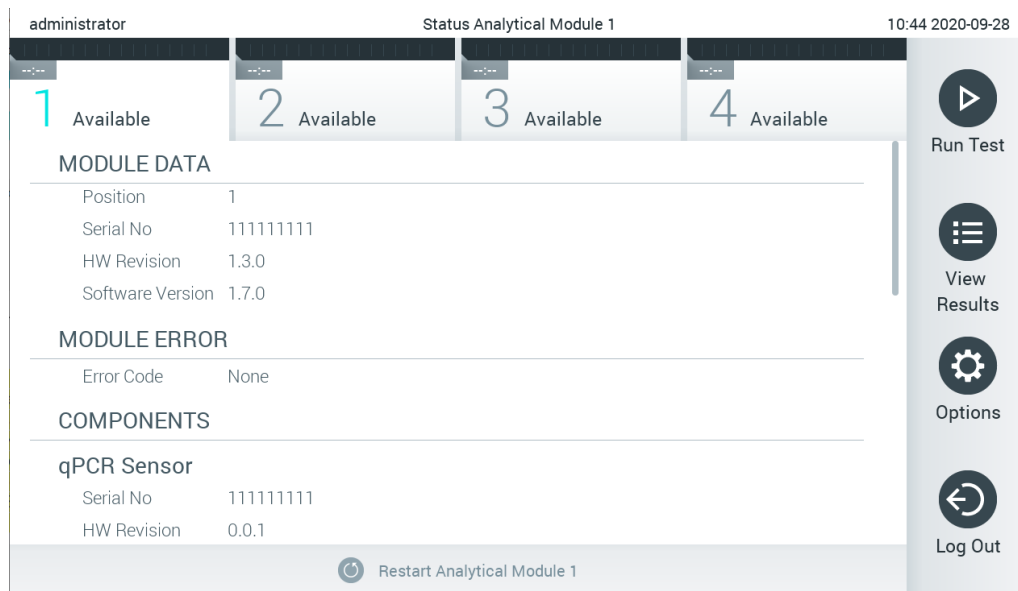 administrator Status Analytical Module 1 10:44 2020-09-28
--:-- --:-- --:-- --:--
1 Available 2 Available 3 Available 4 Available
Run Test
MODULE DATA
Position 1
Serial No 111111111
HW Revision 1.3.0
Software Version 1.7.0
View
Results
MODULE ERROR
Error Code None
Options
COMPONENTS
qPCR Sensor
Serial No 111111111
HW Revision 0.0.1
Log Out
Restart Analytical Module 1